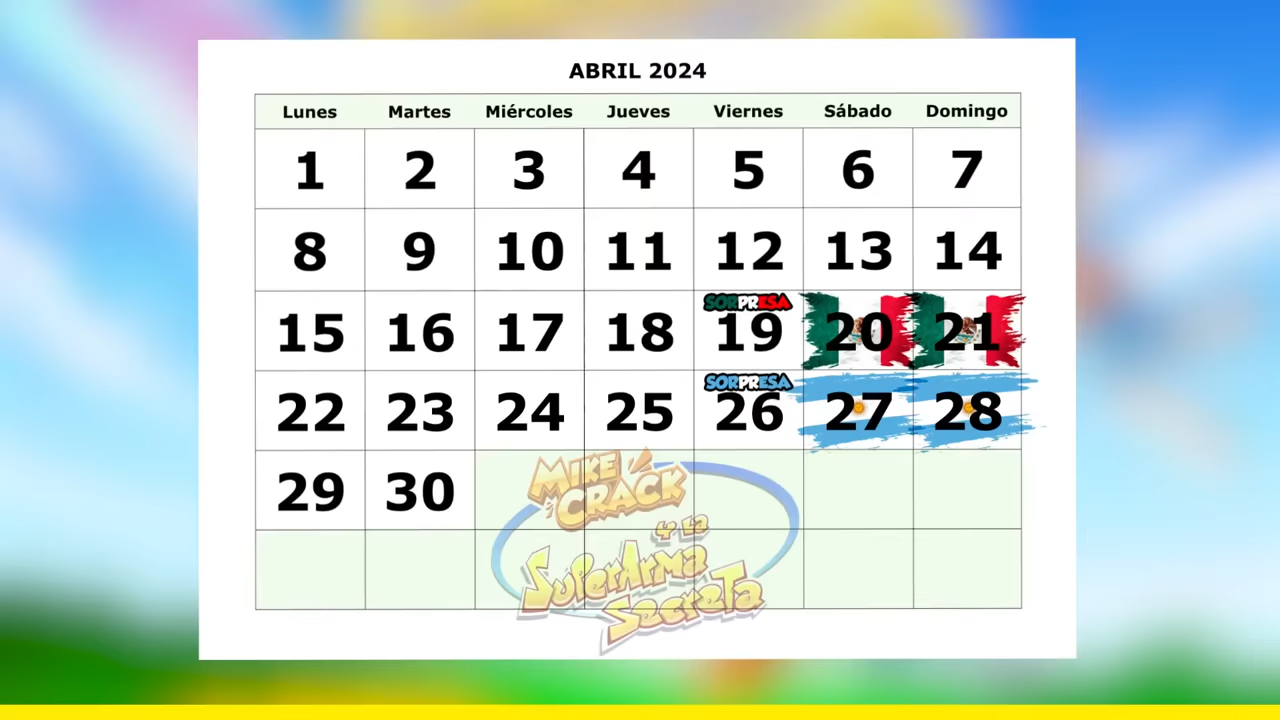 ABRIL 2024
Lunes Martes Miércoles Jueves Viernes Sábado Domingo
1 2 3 4 5 6 7
8 9 10 11 12 13 14
SORPRESA
15 16 17 18 19 20 21
SORPRESA
22 23 24 25 26 27 28
29 30
MIKE
CRACK
Y LA
SUPERARMA
SECRETA